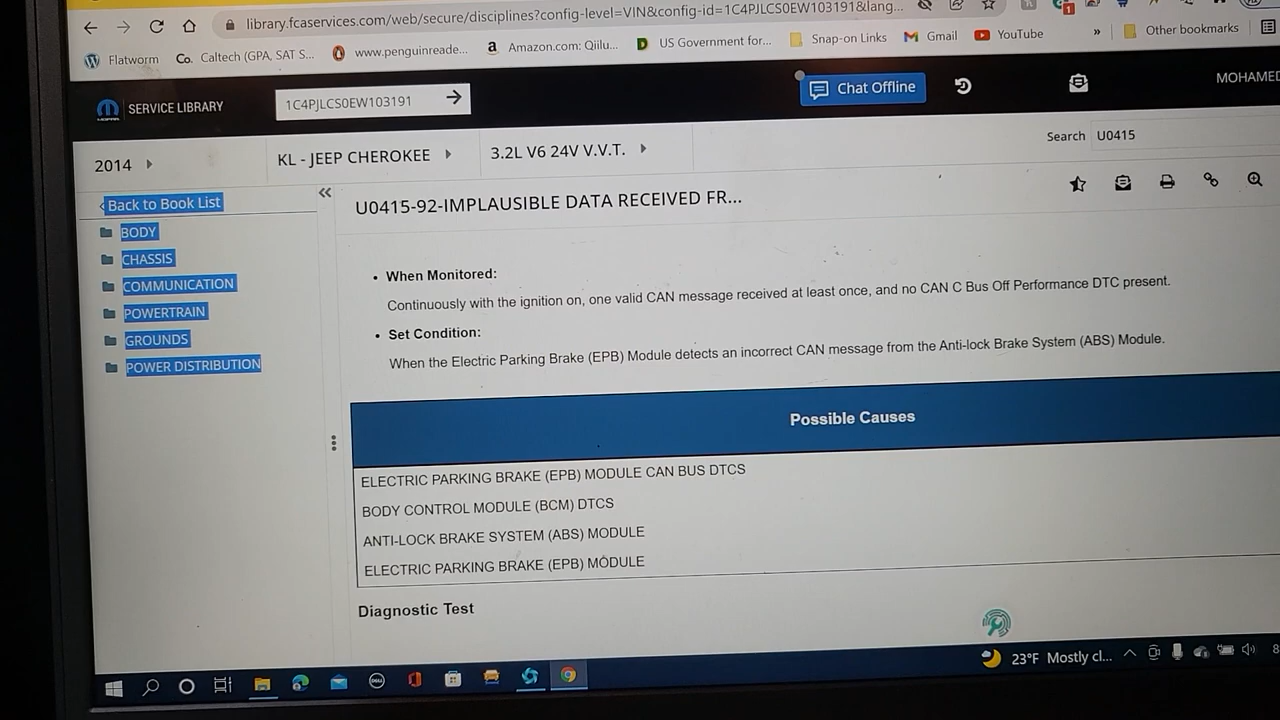 library.fcaservices.com/web/secure/disciplines?config-level=VIN&config-id=1C4PJLCS0EW103191&lang...
Flatworm Co. Caltech (GPA, SAT S... www.penguinreade... a Amazon.com: Qiilu... D US Government for... Snap-on Links Gmail YouTube » Other bookmarks
SERVICE LIBRARY 1C4PJLCS0EW103191 Chat Offline MOHAMED
2014 KL - JEEP CHEROKEE 3.2L V6 24V V.V.T. Search U0415
Back to Book List
BODY
CHASSIS
COMMUNICATION
POWERTRAIN
GROUNDS
POWER DISTRIBUTION
U0415-92-IMPLAUSIBLE DATA RECEIVED FR...
• When Monitored:
Continuously with the ignition on, one valid CAN message received at least once, and no CAN C Bus Off Performance DTC present.
• Set Condition:
When the Electric Parking Brake (EPB) Module detects an incorrect CAN message from the Anti-lock Brake System (ABS) Module.
Possible Causes
ELECTRIC PARKING BRAKE (EPB) MODULE CAN BUS DTCS
BODY CONTROL MODULE (BCM) DTCS
ANTI-LOCK BRAKE SYSTEM (ABS) MODULE
ELECTRIC PARKING BRAKE (EPB) MODULE
Diagnostic Test
23°F Mostly cl...